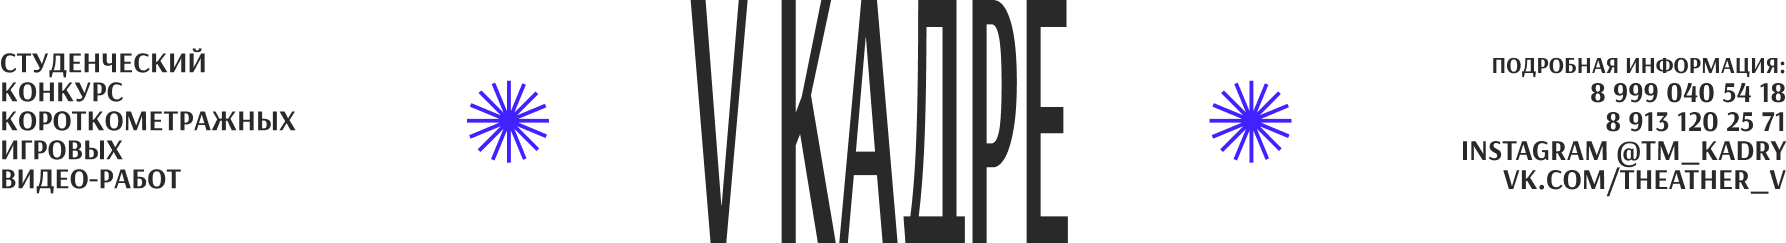 СТУДЕНЧЕСКИЙ
КОНКУРС
КОРОТКОМЕТРАЖНЫХ
ИГРОВЫХ
ВИДЕО-РАБОТ
V КАДРЕ
ПОДРОБНАЯ ИНФОРМАЦИЯ:
8 999 040 54 18
8 913 120 25 71
INSTAGRAM @TM_KADRY
VK.COM/THEATHER_V